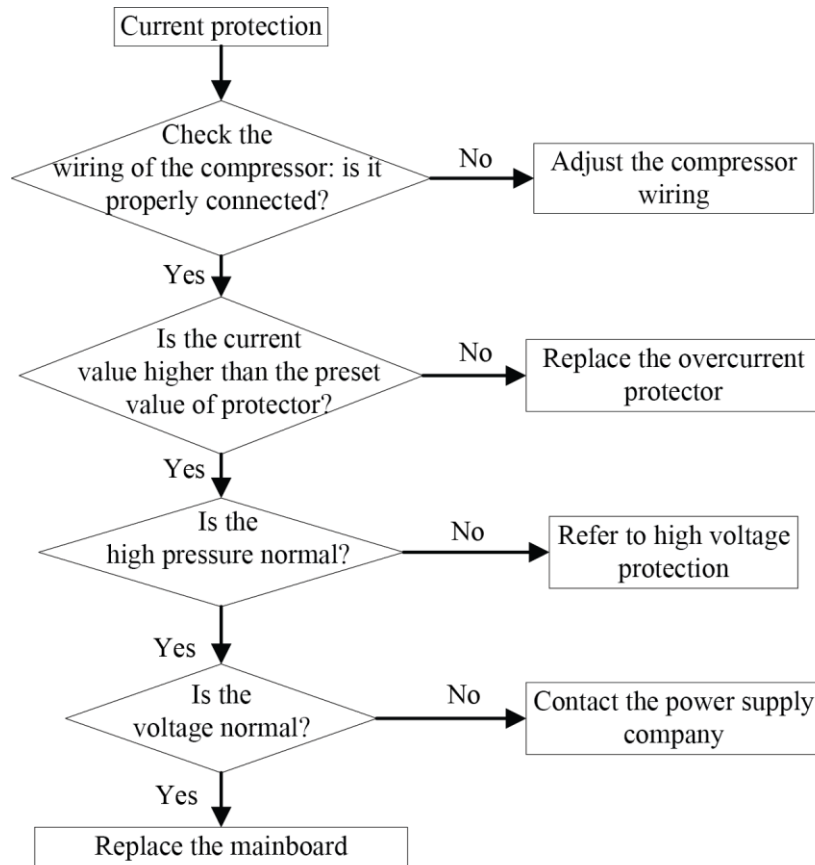 Current protection
Check the
wiring of the compressor: is it
properly connected?
No
Adjust the compressor
wiring
Yes
Is the current
value higher than the preset
value of protector?
No
Replace the overcurrent
protector
Yes
Is the
high pressure normal?
No
Refer to high voltage
protection
Yes
Is the
voltage normal?
No
Contact the power supply
company
Yes
Replace the mainboard